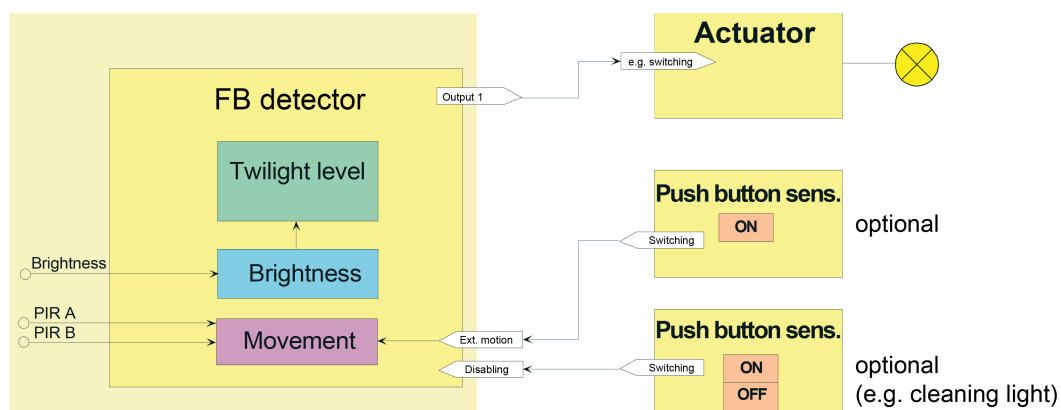 Actuator
e.g. switching
Output 1
FB detector
Twilight level
Brightness
Brightness
PIR A
PIR B
Movement
Ext. motion
Disabling
Push button sens.
ON
Switching
optional
Push button sens.
Switching
ON
OFF
optional
(e.g. cleaning light)